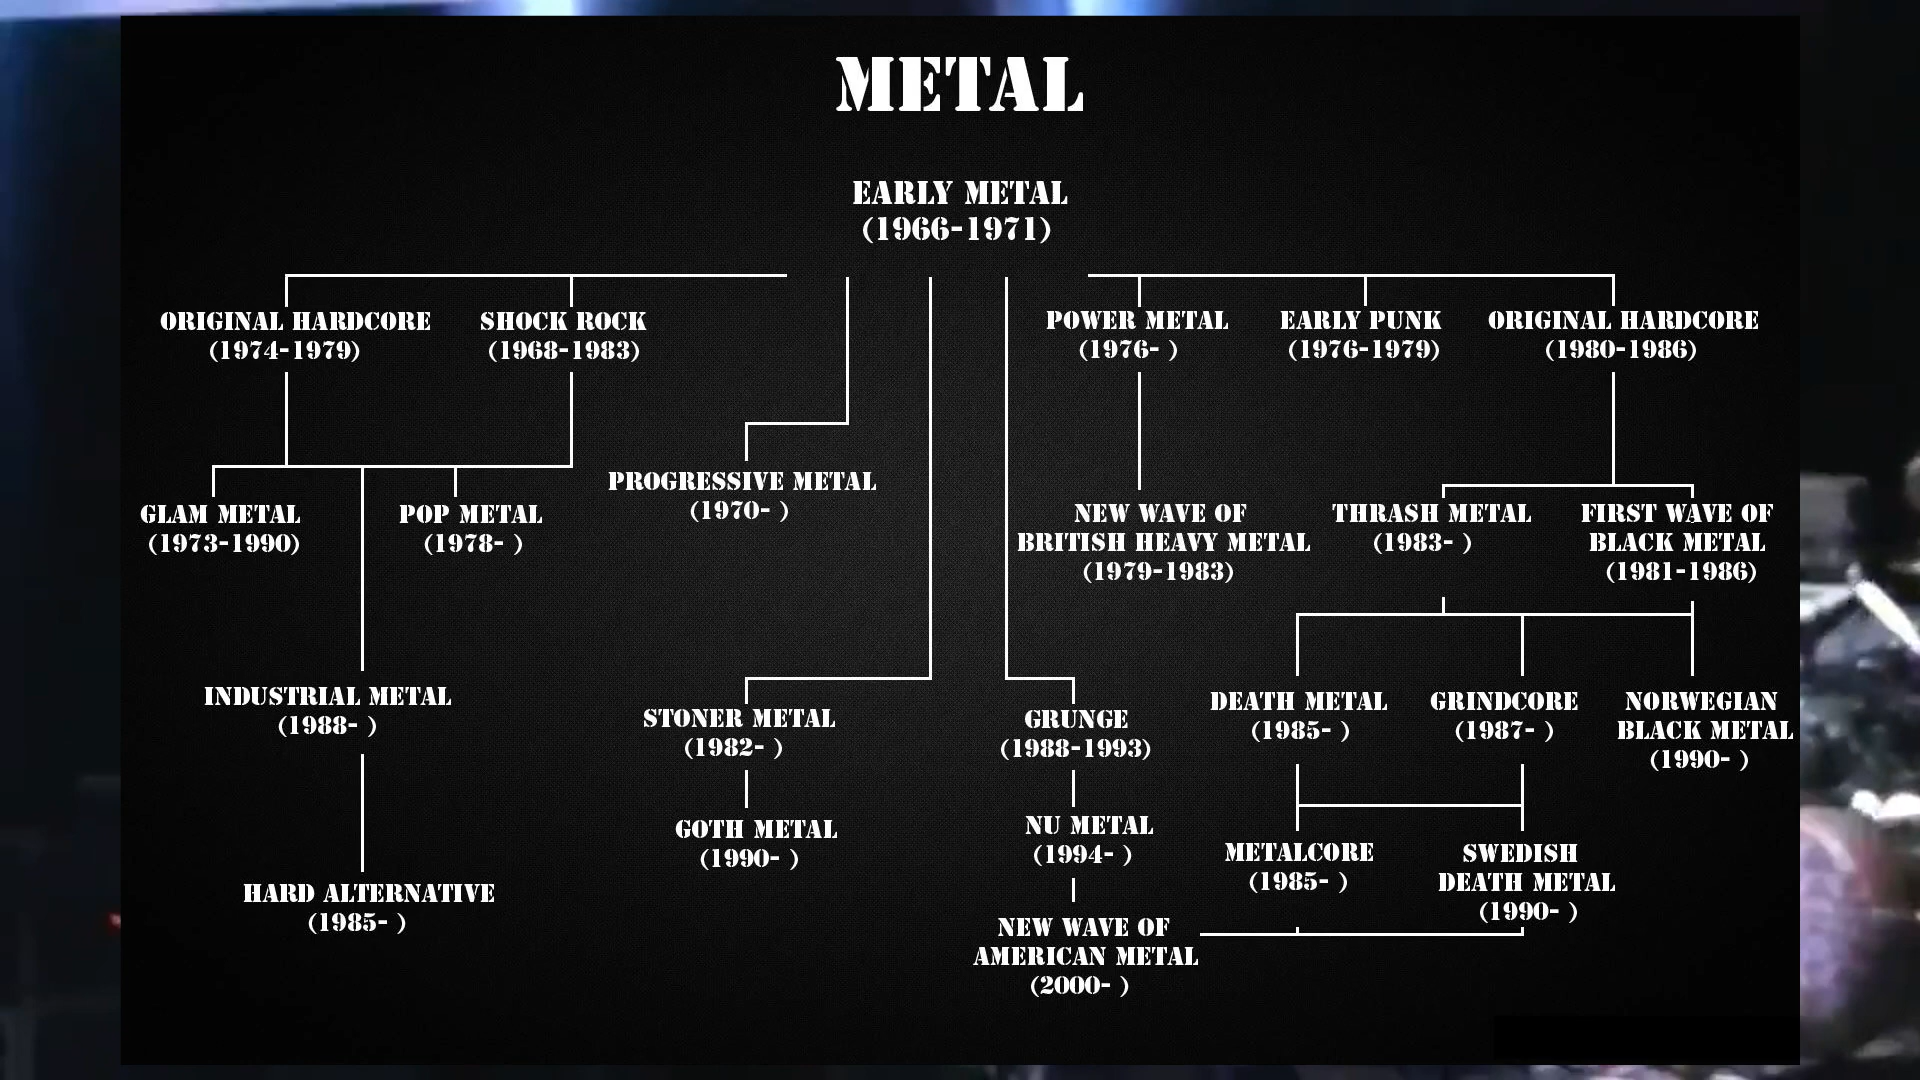 METAL
EARLY METAL
(1966-1971)
ORIGINAL HARDCORE
(1974-1979)
SHOCK ROCK
(1968-1983)
POWER METAL
(1976- )
EARLY PUNK
(1976-1979)
ORIGINAL HARDCORE
(1980-1986)
PROGRESSIVE METAL
(1970- )
GLAM METAL
(1973-1990)
POP METAL
(1978- )
NEW WAVE OF
BRITISH HEAVY METAL
(1979-1983)
THRASH METAL
(1983- )
FIRST WAVE OF
BLACK METAL
(1981-1986)
INDUSTRIAL METAL
(1988- )
STONER METAL
(1982- )
GRUNGE
(1988-1993)
DEATH METAL
(1985- )
GRINDCORE
(1987- )
NORWEGIAN
BLACK METAL
(1990- )
GOTH METAL
(1990- )
NU METAL
(1994- )
METALCORE
(1985- )
SWEDISH
DEATH METAL
(1990- )
HARD ALTERNATIVE
(1985- )
NEW WAVE OF
AMERICAN METAL
(2000- )